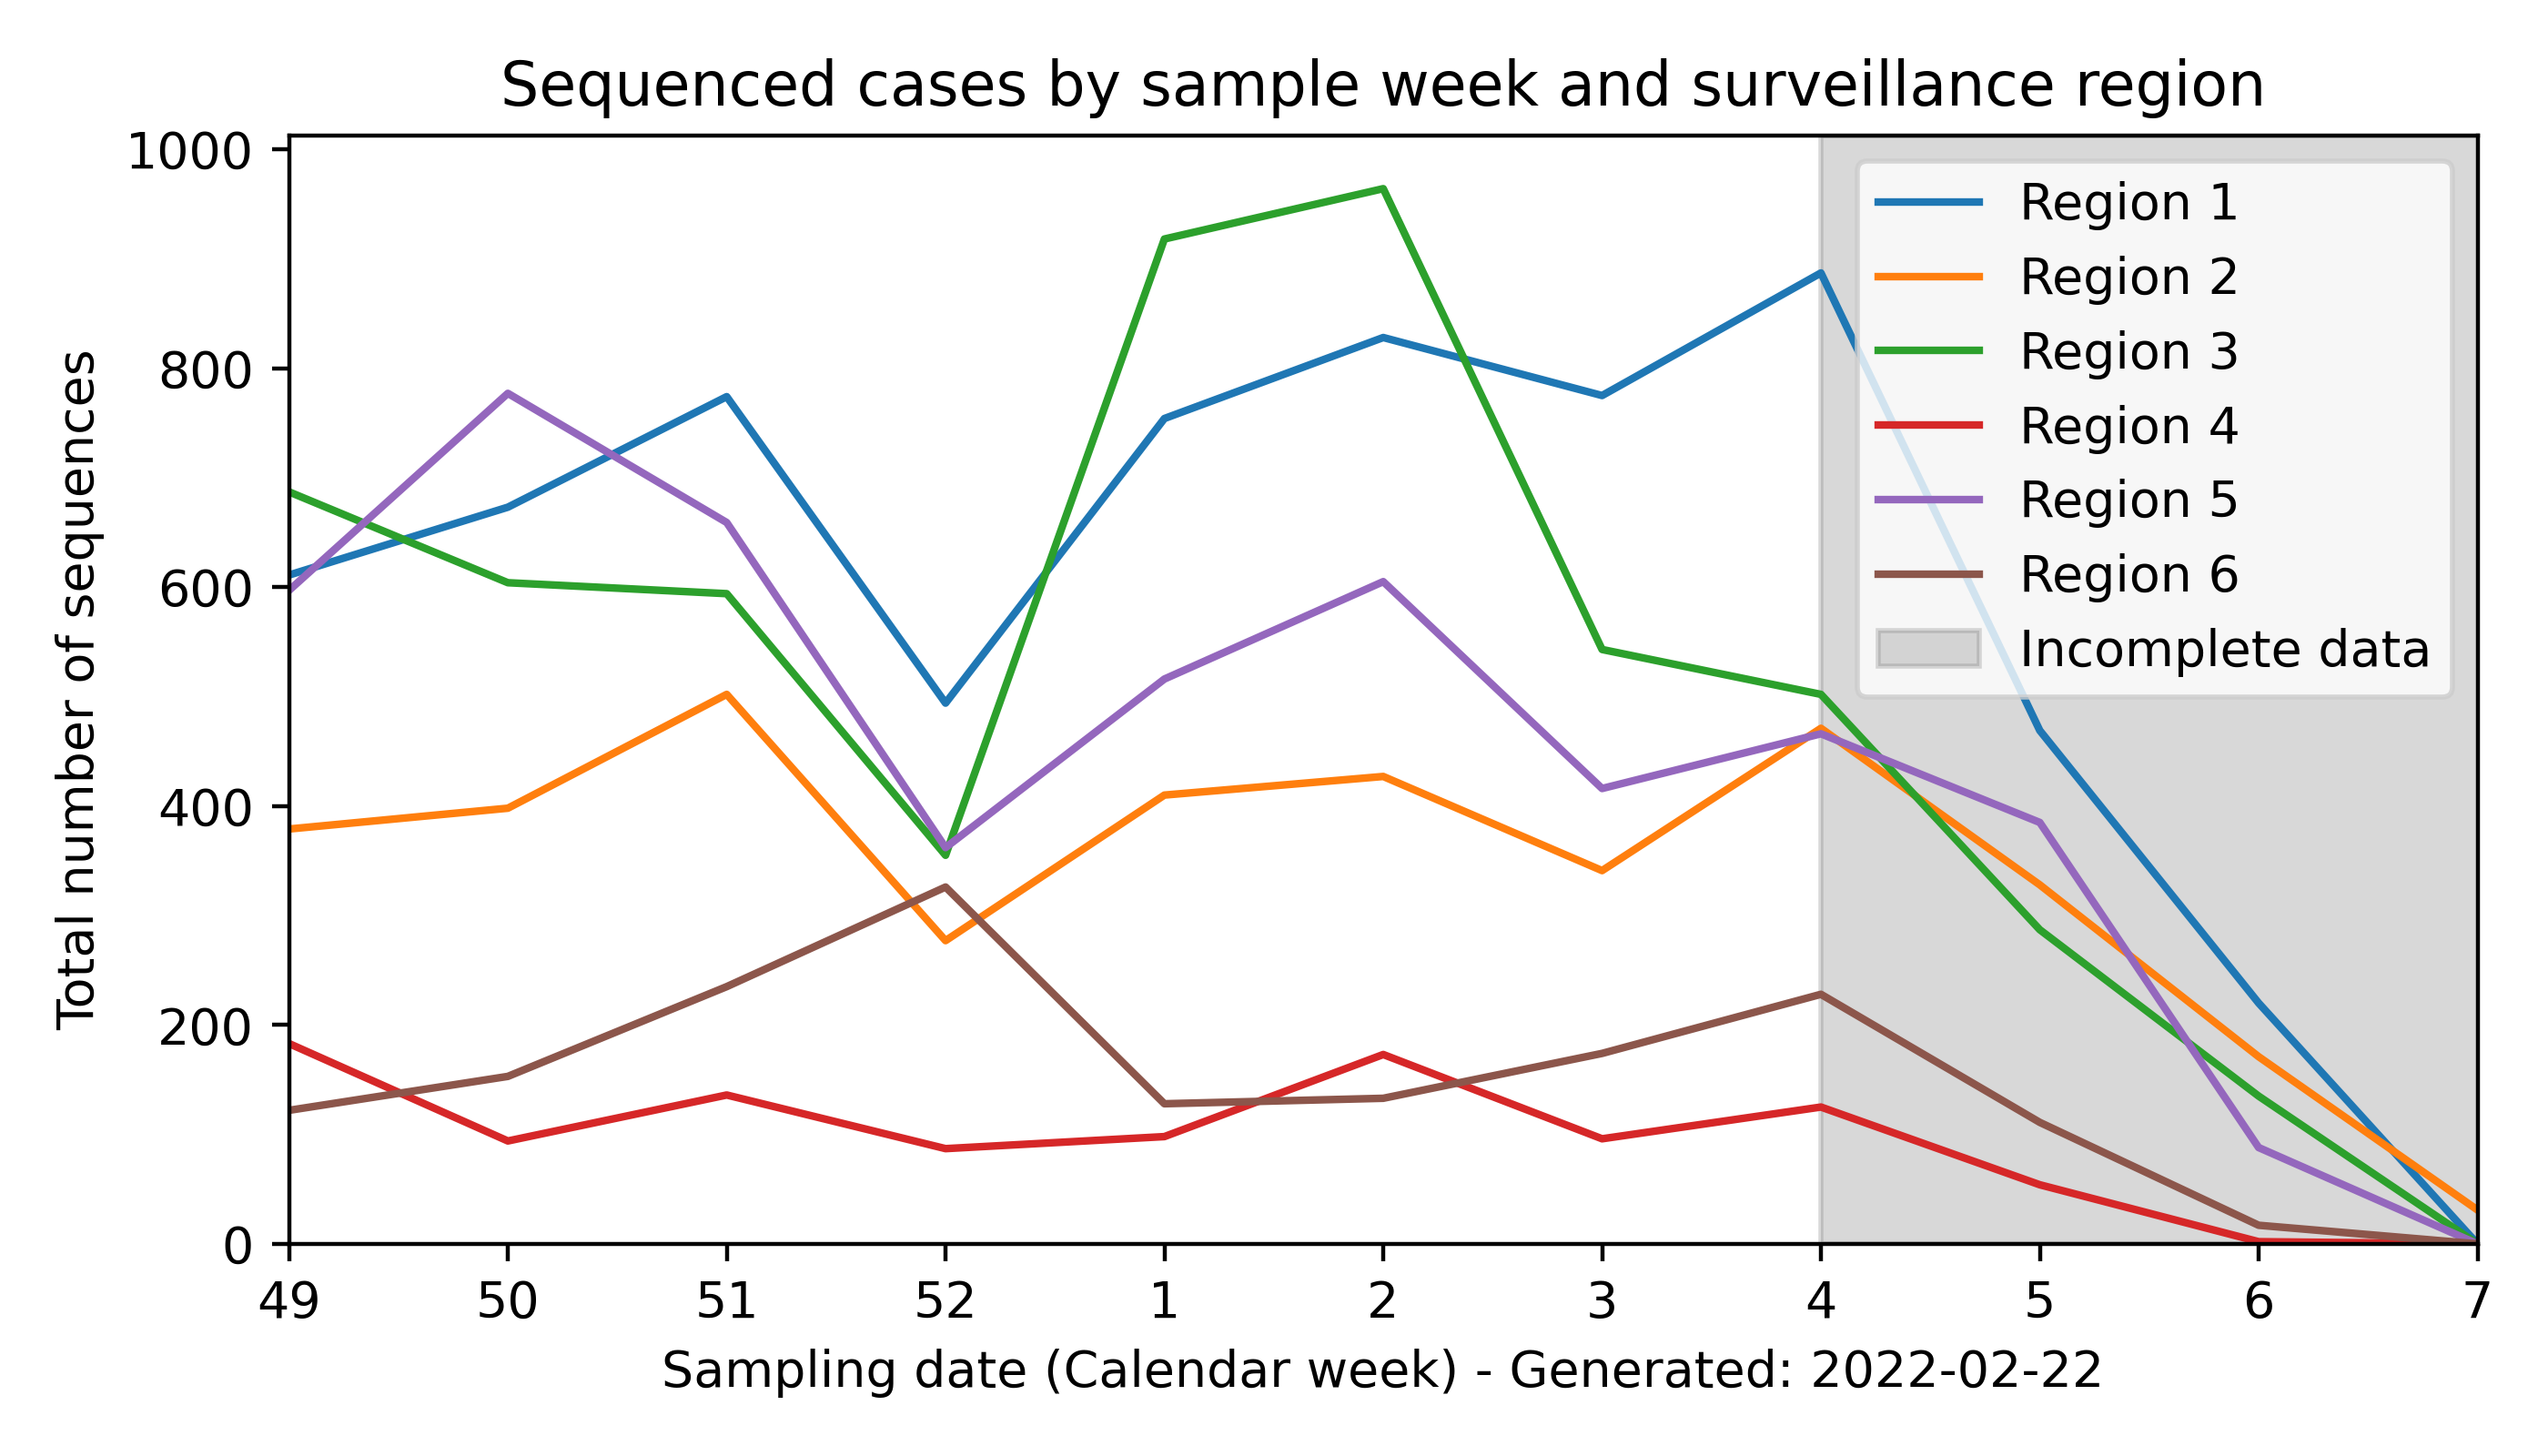 Sequenced cases by sample week and surveillance region
1000
800
600
400
200
0
Total number of sequences
Region 1
Region 2
Region 3
Region 4
Region 5
Region 6
Incomplete data
49 50 51 52 1 2 3 4 5 6 7
Sampling date (Calendar week) - Generated: 2022-02-22